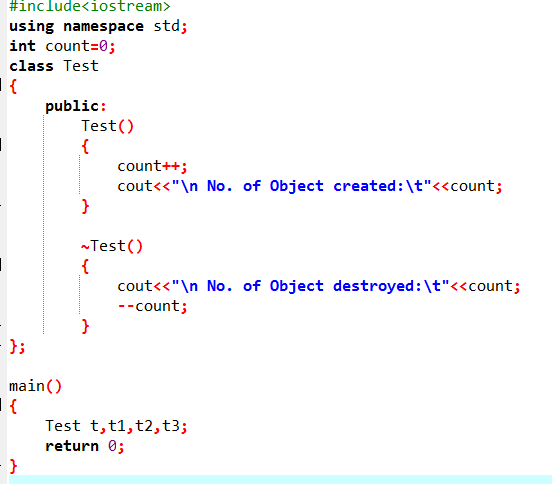 #include<iostream>
using namespace std;
int count=0;
class Test
{
    public:
        Test()
        {
            count++;
            cout<<"\n No. of Object created:\t"<<count;
        }

        ~Test()
        {
            cout<<"\n No. of Object destroyed:\t"<<count;
            --count;
        }
};

main()
{
    Test t,t1,t2,t3;
    return 0;
}